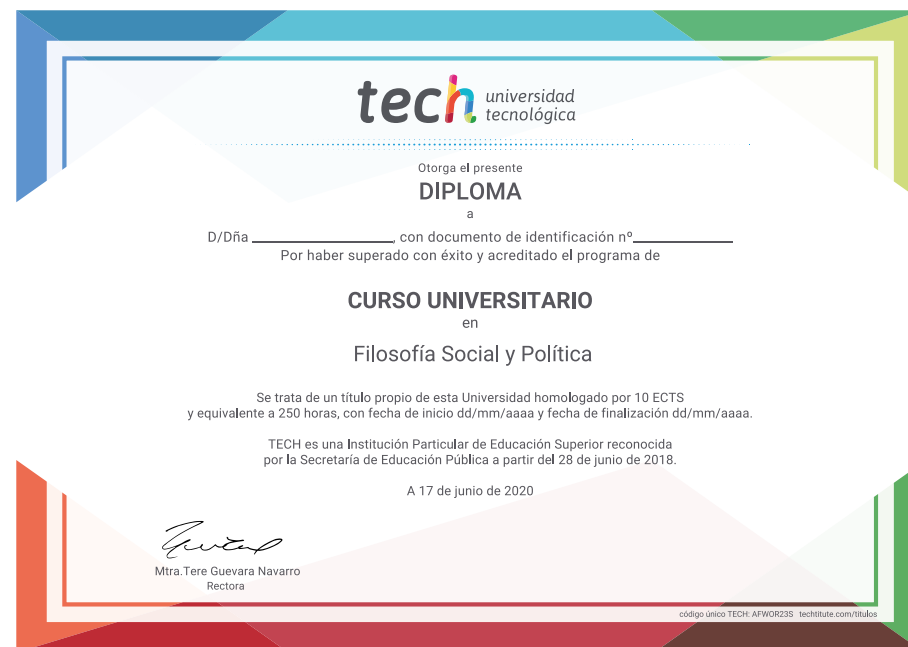 tech universidad
tecnológica
Otorga el presente
DIPLOMA
a
D/Dña ____________________, con documento de identificación nº______________
Por haber superado con éxito y acreditado el programa de
CURSO UNIVERSITARIO
en
Filosofía Social y Política
Se trata de un título propio de esta Universidad homologado por 10 ECTS
y equivalente a 250 horas, con fecha de inicio dd/mm/aaaa y fecha de finalización dd/mm/aaaa.
TECH es una Institución Particular de Educación Superior reconocida
por la Secretaría de Educación Pública a partir del 28 de junio de 2018.
A 17 de junio de 2020
Mtra.Tere Guevara Navarro
Rectora
código único TECH: AFWOR23S techtitute.com/titulos